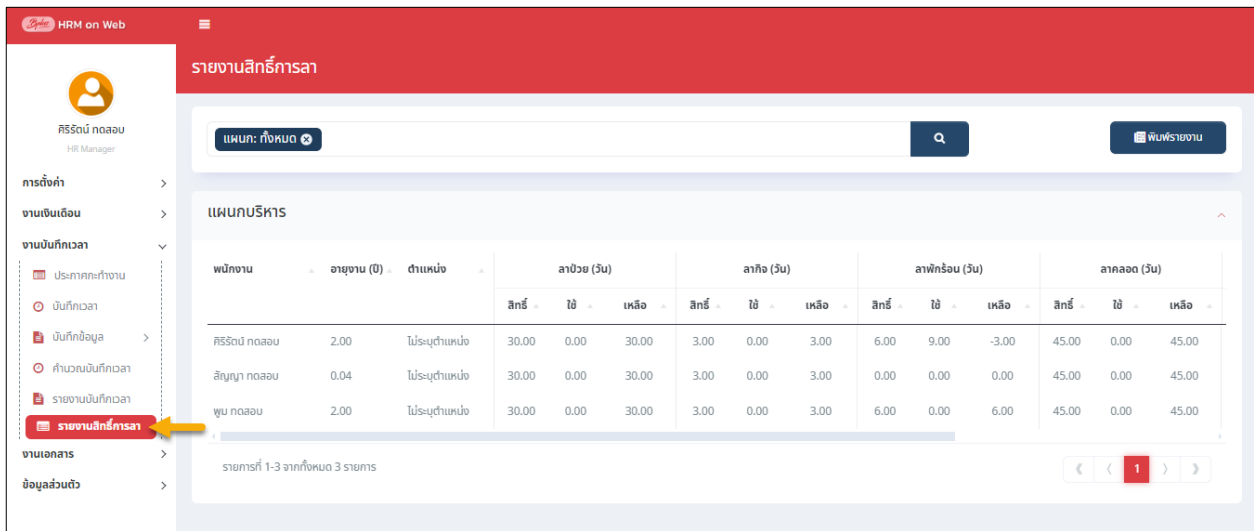 Byte HRM on Web
รายงานสิทธิ์การลา
ศิริรัตน์ ทดสอบ
HR Manager
การตั้งค่า
งานเงินเดือน
งานบันทึกเวลา
ประกาศกะทำงาน
บันทึกเวลา
บันทึกข้อมูล
คำนวณบันทึกเวลา
รายงานบันทึกเวลา
รายงานสิทธิ์การลา
งานเอกสาร
ข้อมูลส่วนตัว
แผนก: ทั้งหมด
พิมพ์รายงาน
แผนกบริหาร
พนักงาน อายุงาน (ปี) ตำแหน่ง ลาป่วย (วัน) ลากิจ (วัน) ลาพักร้อน (วัน) ลาคลอด (วัน)
สิทธิ์ ใช้ เหลือ สิทธิ์ ใช้ เหลือ สิทธิ์ ใช้ เหลือ สิทธิ์ ใช้ เหลือ
ศิริรัตน์ ทดสอบ 2.00 ไม่ระบุตำแหน่ง 30.00 0.00 30.00 3.00 0.00 3.00 6.00 9.00 -3.00 45.00 0.00 45.00
สัญญา ทดสอบ 0.04 ไม่ระบุตำแหน่ง 30.00 0.00 30.00 3.00 0.00 3.00 0.00 0.00 0.00 45.00 0.00 45.00
พูม ทดสอบ 2.00 ไม่ระบุตำแหน่ง 30.00 0.00 30.00 3.00 0.00 3.00 6.00 0.00 6.00 45.00 0.00 45.00
รายการที่ 1-3 จากทั้งหมด 3 รายการ
1